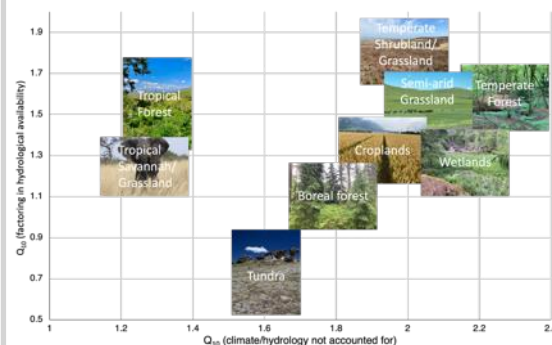 1.9
1.7
1.5
1.3
1.1
0.9
0.7
0.5
Q10 (factoring in hydrological availability)
Temperate
Shrubland/
Grassland
Semi-arid
Grassland
Temperate
Forest
Tropical
Forest
Tropical
Savannah/
Grassland
Croplands
Wetlands
Boreal forest
Tundra
1
1.2
1.4
1.6
1.8
2
2.2
Q10 (climate/hydrology not accounted for)